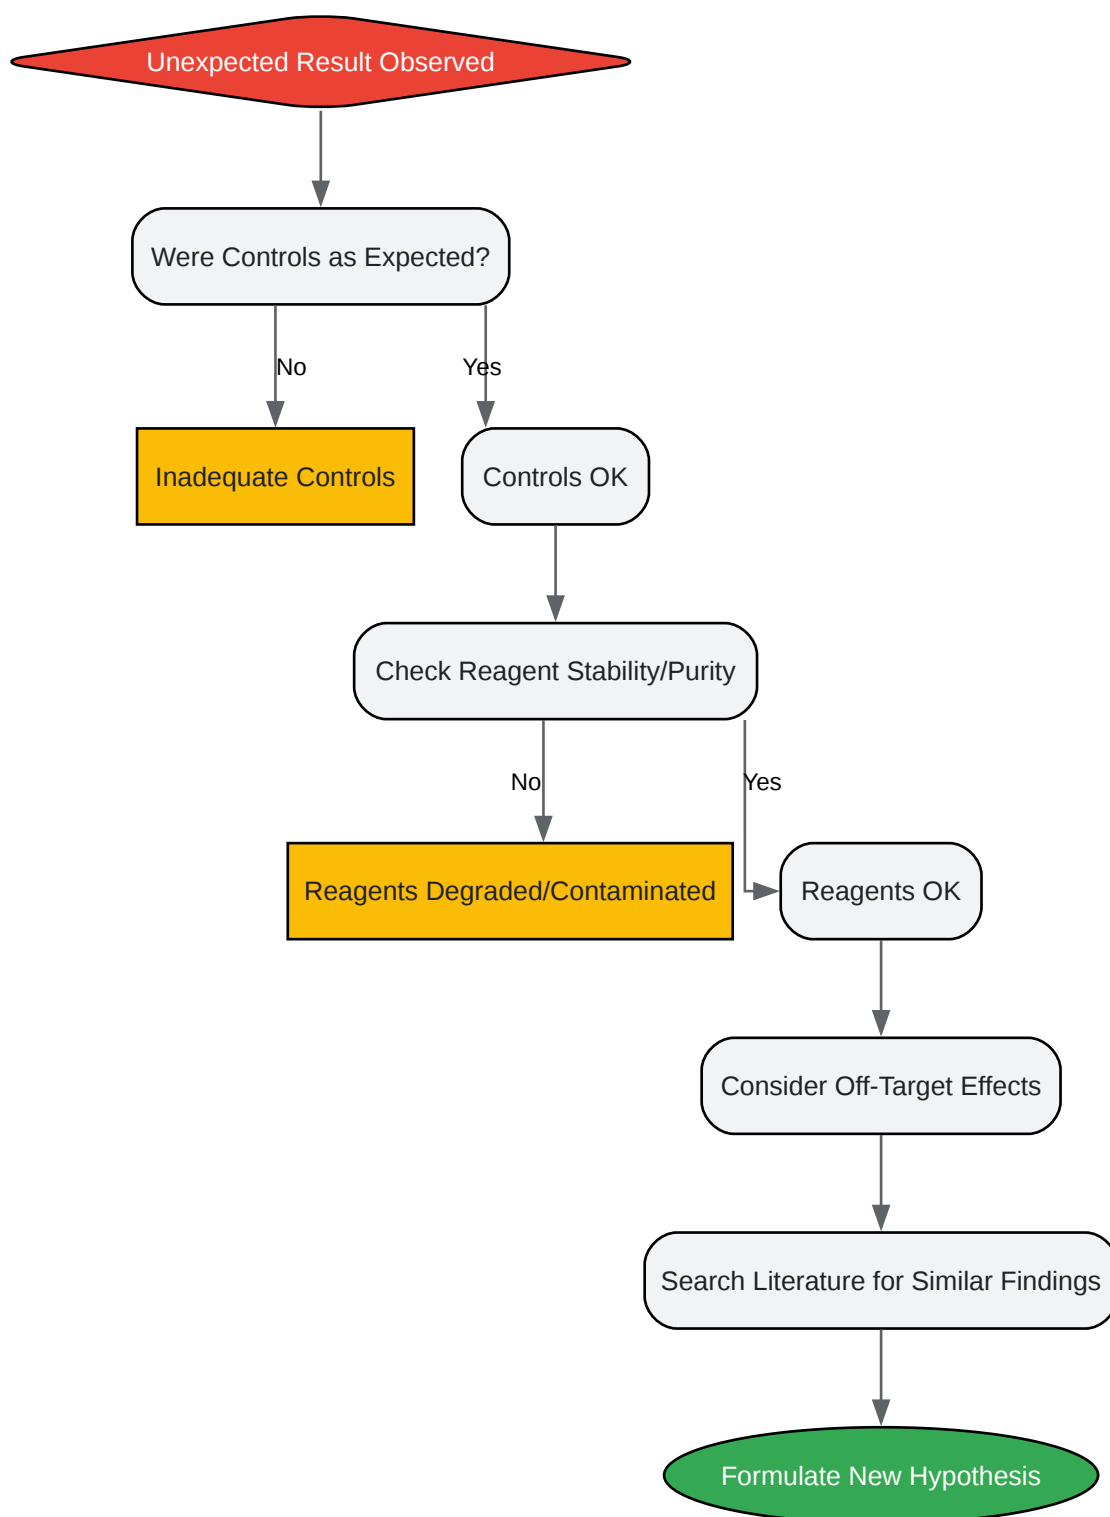 Unexpected Result Observed
Were Controls as Expected?
No
Yes
Inadequate Controls
Controls OK
Check Reagent Stability/Purity
No
Yes
Reagents Degraded/Contaminated
Reagents OK
Consider Off-Target Effects
Search Literature for Similar Findings
Formulate New Hypothesis